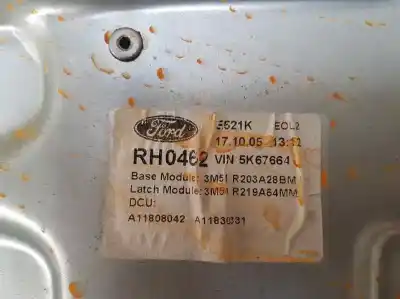 Ford E521K EOL2
17.10.05 13:12
RH0462 VIN 5K67664
Base Module: 3M51 R203A28BM
Latch Module: 3M51 R219A64MM
DCU:
A11808042 A1183031